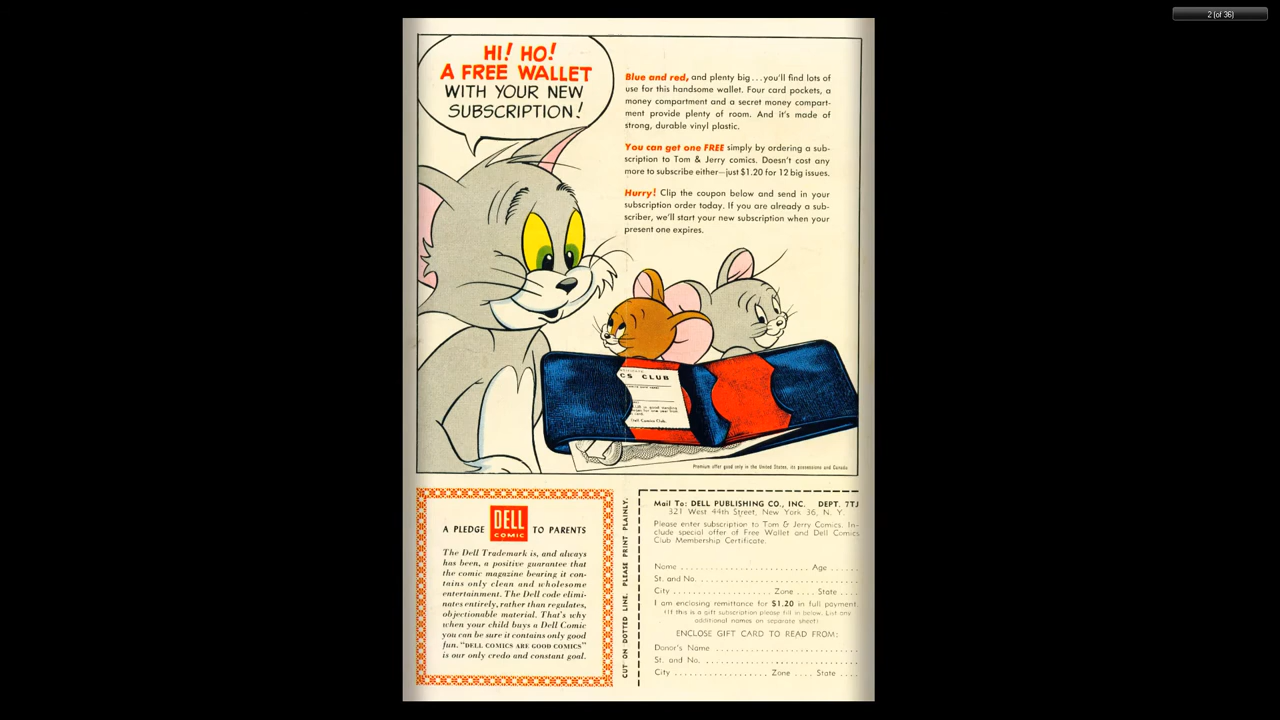 2 (of 36)
HI! HO!
A FREE WALLET
WITH YOUR NEW
SUBSCRIPTION!
Blue and red, and plenty big...you'll find lots of
use for this handsome wallet. Four card pockets, a
money compartment and a secret money compart-
ment provide plenty of room. And it's made of
strong, durable vinyl plastic.
You can get one FREE simply by ordering a sub-
scription to Tom & Jerry comics. Doesn't cost any
more to subscribe either—just $1.20 for 12 big issues.
Hurry! Clip the coupon below and send in your
subscription order today. If you are already a sub-
scriber, we'll start your new subscription when your
present one expires.
CS CLUB
Dell Comics Club
Premium offer good only in the United States, its possessions and Canada
A PLEDGE DELL COMIC TO PARENTS
The Dell Trademark is, and always
has been, a positive guarantee that
the comic magazine bearing it con-
tains only clean and wholesome
entertainment. The Dell code elimi-
nates entirely, rather than regulates,
objectionable material. That's why
when your child buys a Dell Comic
you can be sure it contains only good
fun. "DELL COMICS ARE GOOD COMICS"
is our only credo and constant goal.
CUT ON DOTTED LINE. PLEASE PRINT PLAINLY.
Mail To: DELL PUBLISHING CO., INC. DEPT. 7TJ
321 West 44th Street, New York 36, N. Y.
Please enter subscription to Tom & Jerry Comics. In-
clude special offer of Free Wallet and Dell Comics
Club Membership Certificate.
Name Age
St. and No.
City Zone State
I am enclosing remittance for $1.20 in full payment.
(If this is a gift subscription please fill in below. List any
additional names on separate sheet)
ENCLOSE GIFT CARD TO READ FROM:
Donor's Name
St. and No.
City Zone State